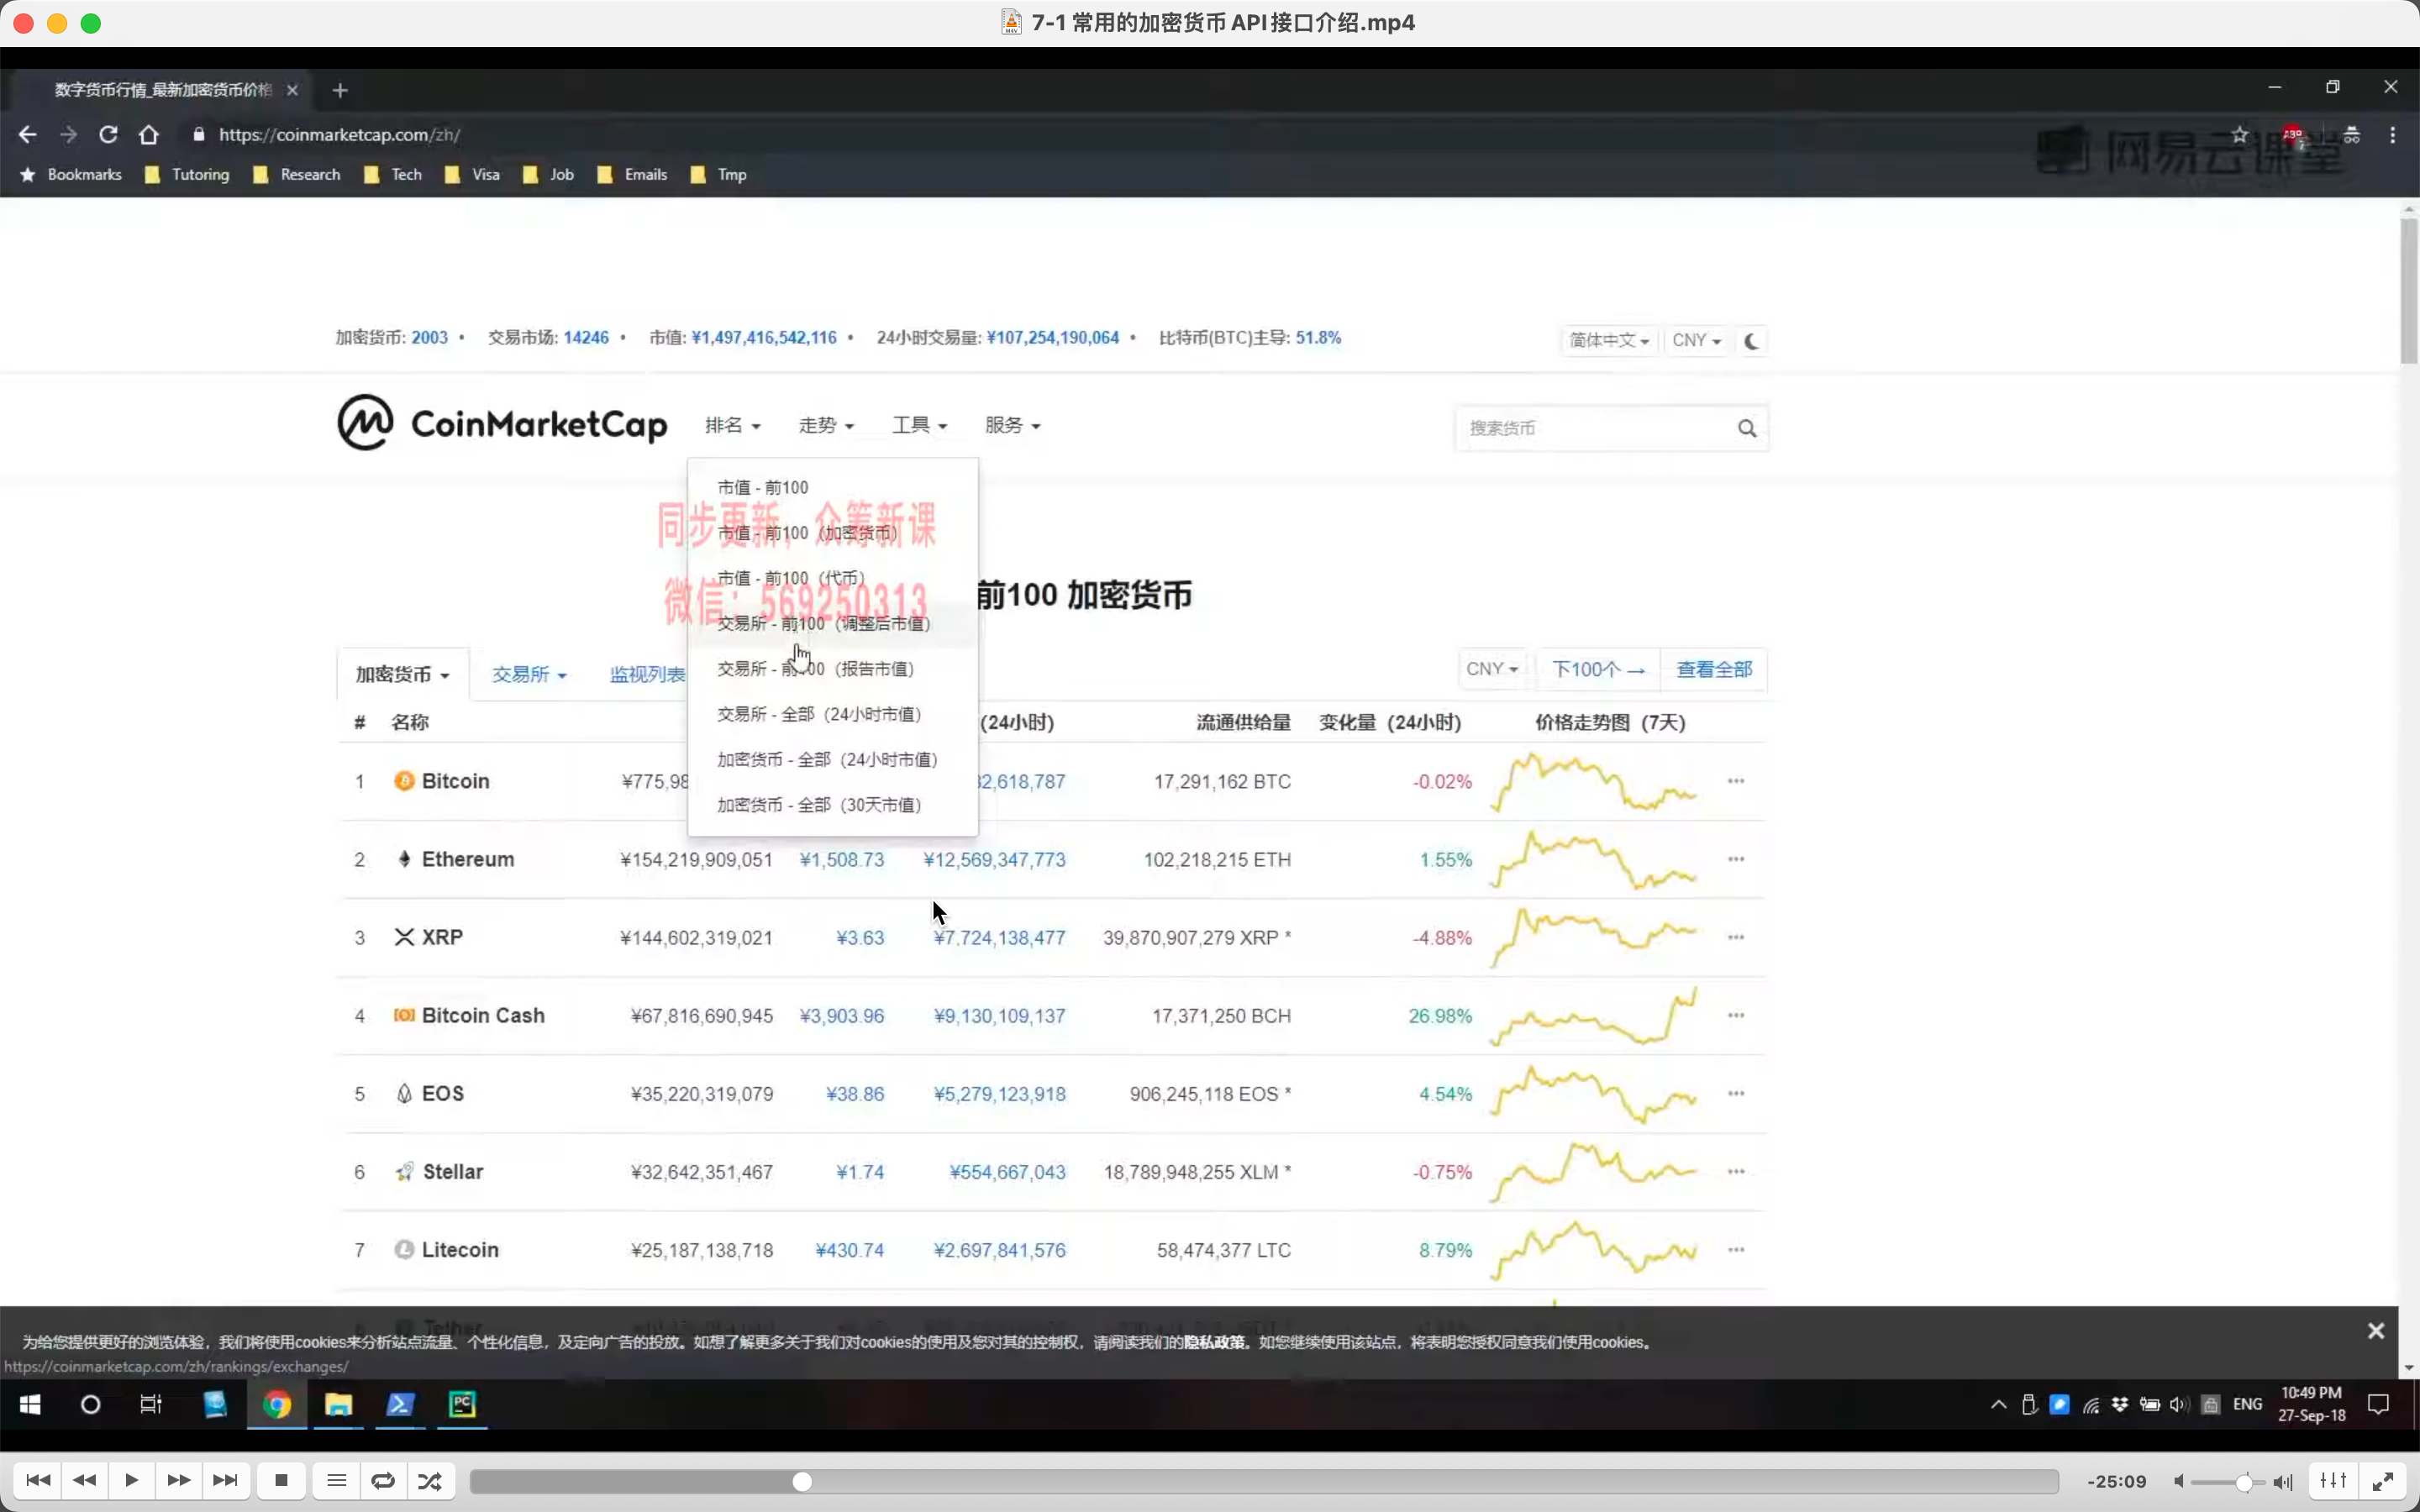 7-1 常用的加密货币API接口介绍.mp4
数字货币行情_最新加密货币价格
https://coinmarketcap.com/zh/
Bookmarks Tutoring Research Tech Visa Job Emails Tmp
网易云课堂
加密货币: 2003 • 交易市场: 14246 • 市值: ¥1,497,416,542,116 • 24小时交易量: ¥107,254,190,064 • 比特币(BTC)主导: 51.8%
简体中文 CNY
CoinMarketCap 排名 走势 工具 服务
搜索货币
市值 - 前100
同步更新，众筹新课
市值 - 前100（加密货币）
市值 - 前100（代币）
微信：569250313
前100 加密货币
交易所 - 前100（调整后市值）
交易所 - 前100（报告市值）
交易所 - 全部（24小时市值）
加密货币 - 全部（24小时市值）
加密货币 - 全部（30天市值）
加密货币 交易所 监视列表 CNY 下100个 → 查看全部
# 名称 (24小时) 流通供给量 变化量（24小时） 价格走势图（7天）
1 Bitcoin ¥775,98 32,618,787 17,291,162 BTC -0.02%
2 Ethereum ¥154,219,909,051 ¥1,508.73 ¥12,569,347,773 102,218,215 ETH 1.55%
3 XRP ¥144,602,319,021 ¥3.63 ¥7,724,138,477 39,870,907,279 XRP * -4.88%
4 Bitcoin Cash ¥67,816,690,945 ¥3,903.96 ¥9,130,109,137 17,371,250 BCH 26.98%
5 EOS ¥35,220,319,079 ¥38.86 ¥5,279,123,918 906,245,118 EOS * 4.54%
6 Stellar ¥32,642,351,467 ¥1.74 ¥554,667,043 18,789,948,255 XLM * -0.75%
7 Litecoin ¥25,187,138,718 ¥430.74 ¥2,697,841,576 58,474,377 LTC 8.79%
Tether
为给您提供更好的浏览体验，我们将使用cookies来分析站点流量、个性化信息，及定向广告的投放。如想了解更多关于我们对cookies的使用及您对其的控制权，请阅读我们的隐私政策。如您继续使用该站点，将表明您授权同意我们使用cookies。
https://coinmarketcap.com/zh/rankings/exchanges/
ENG 10:49 PM
27-Sep-18
-25:09